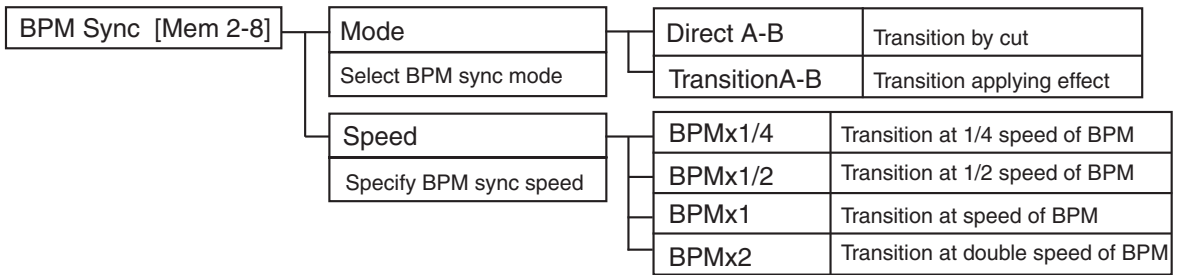 BPM Sync [Mem 2-8]
Mode
Select BPM sync mode
Direct A-B
Transition by cut
TransitionA-B
Transition applying effect
Speed
Specify BPM sync speed
BPMx1/4
Transition at 1/4 speed of BPM
BPMx1/2
Transition at 1/2 speed of BPM
BPMx1
Transition at speed of BPM
BPMx2
Transition at double speed of BPM